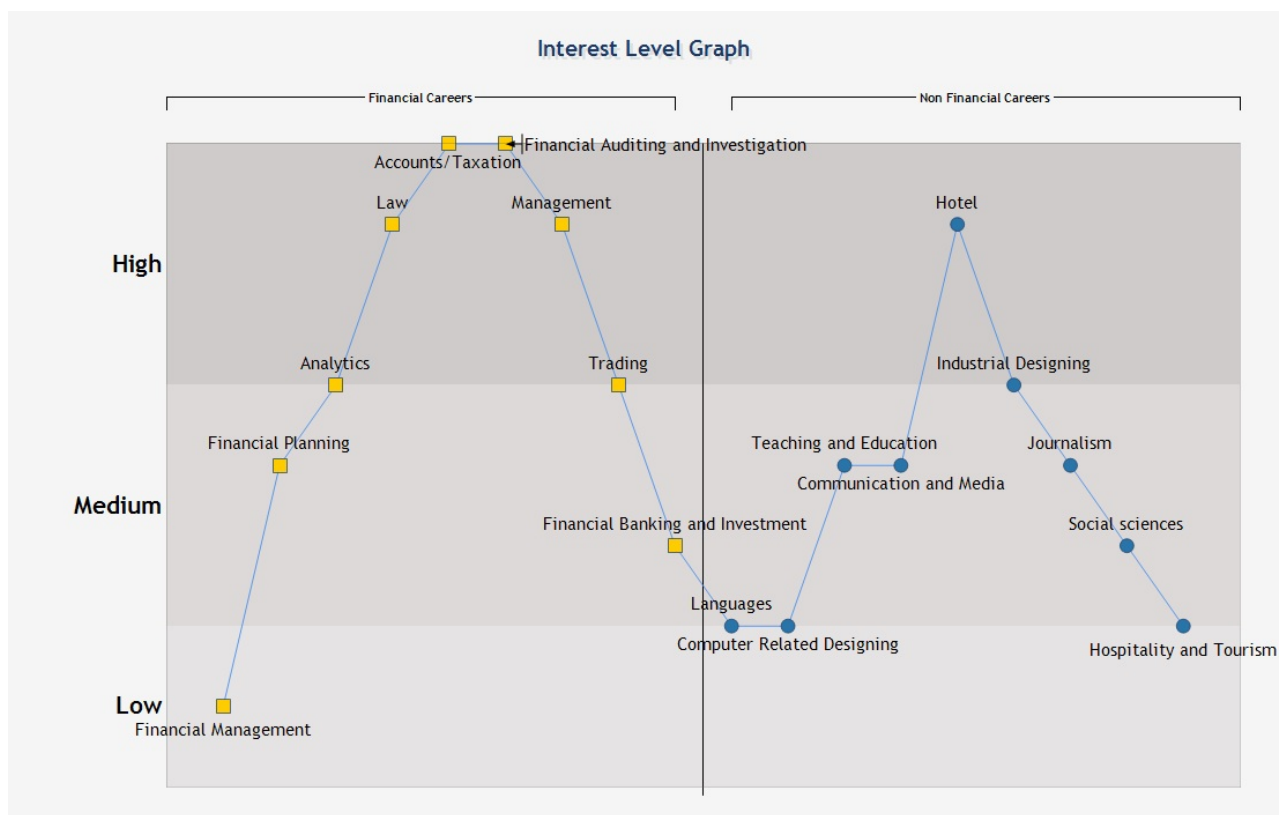 Interest Level Graph
Financial Careers
Non Financial Careers
Financial Auditing and Investigation
Accounts/Taxation
Law
Management
Hotel
High
Analytics
Trading
Industrial Designing
Financial Planning
Teaching and Education
Journalism
Communication and Media
Medium
Financial Banking and Investment
Social sciences
Languages
Computer Related Designing
Hospitality and Tourism
Low
Financial Management